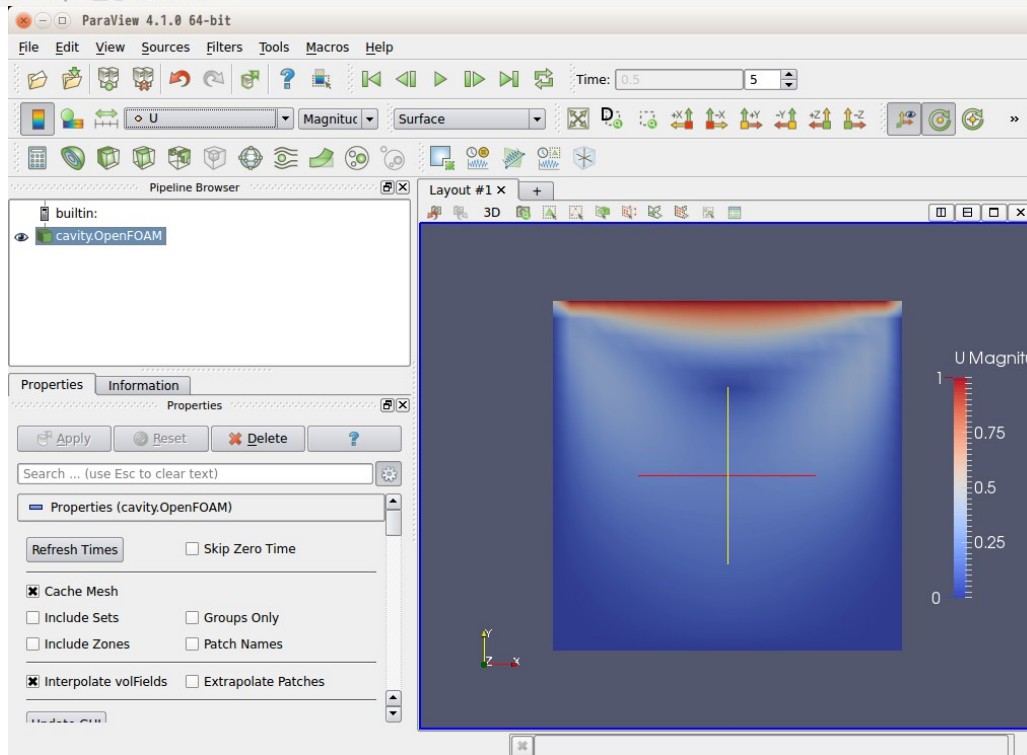 ParaView 4.1.0 64-bit
File Edit View Sources Filters Tools Macros Help
Time: 0.5 5
U Magnituc Surface +X -X +Y -Y +Z -Z »
Pipeline Browser
Layout #1 × +
3D
builtin:
cavity.OpenFOAM
Properties Information
Properties
Apply Reset Delete ?
Search ... (use Esc to clear text)
Properties (cavity.OpenFOAM)
Refresh Times Skip Zero Time
Cache Mesh
Include Sets Groups Only
Include Zones Patch Names
Interpolate volFields Extrapolate Patches
Update GUI
U Magnitu
1
0.75
0.5
0.25
0
Y
Z X